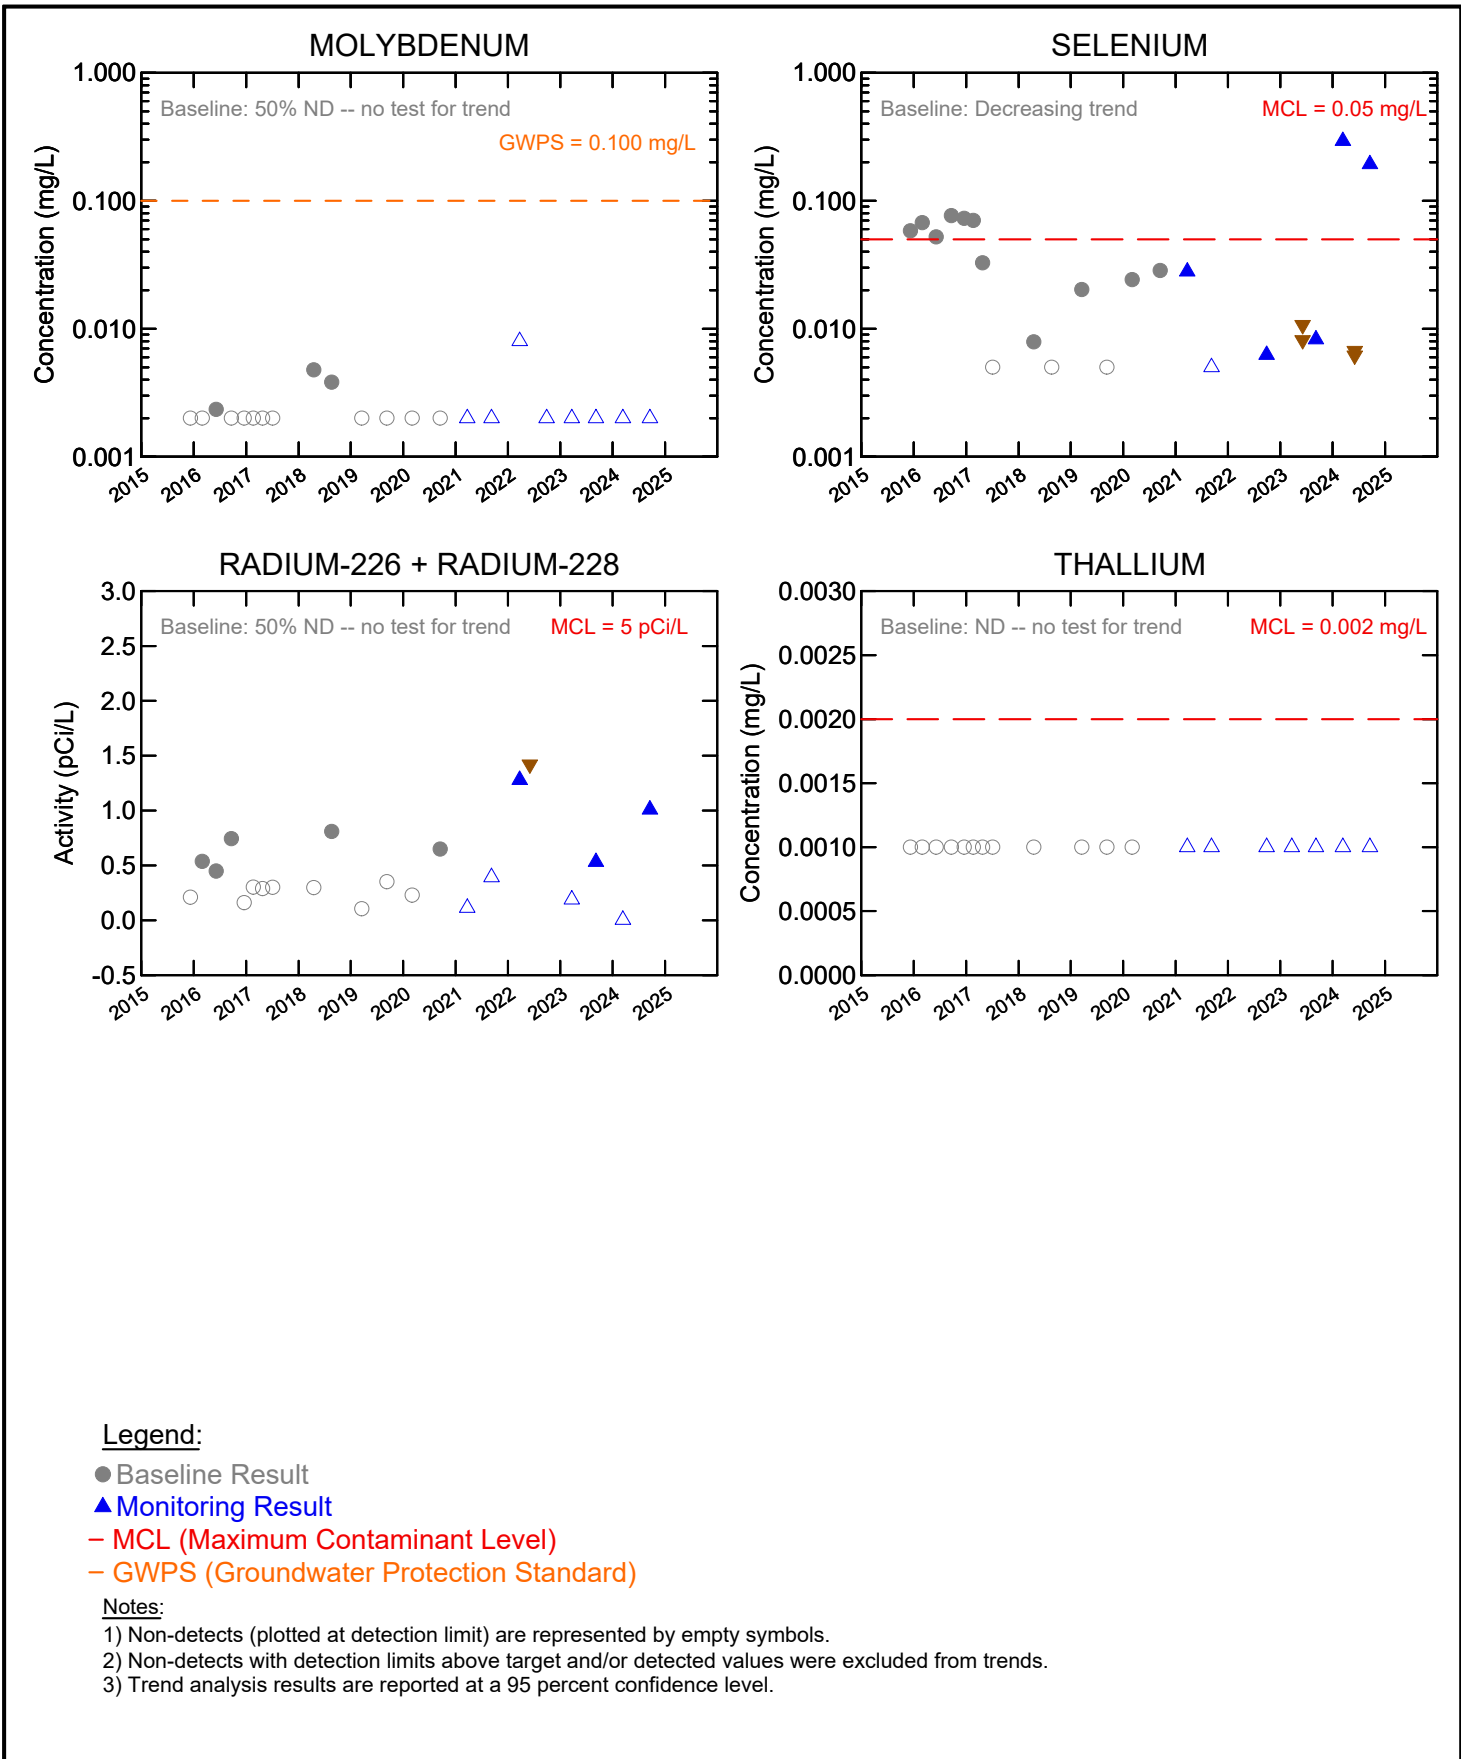 MOLYBDENUM
Baseline: 50% ND -- no test for trend
GWPS = 0.100 mg/L
Concentration (mg/L)
1.000
0.100
0.010
0.001
2015 2016 2017 2018 2019 2020 2021 2022 2023 2024 2025
SELENIUM
Baseline: Decreasing trend
MCL = 0.05 mg/L
Concentration (mg/L)
1.000
0.100
0.010
0.001
2015 2016 2017 2018 2019 2020 2021 2022 2023 2024 2025
RADIUM-226 + RADIUM-228
Baseline: 50% ND -- no test for trend
MCL = 5 pCi/L
Activity (pCi/L)
3.0
2.5
2.0
1.5
1.0
0.5
0.0
-0.5
2015 2016 2017 2018 2019 2020 2021 2022 2023 2024 2025
THALLIUM
Baseline: ND -- no test for trend
MCL = 0.002 mg/L
Concentration (mg/L)
0.0030
0.0025
0.0020
0.0015
0.0010
0.0005
0.0000
2015 2016 2017 2018 2019 2020 2021 2022 2023 2024 2025
Legend:
Baseline Result
Monitoring Result
MCL (Maximum Contaminant Level)
GWPS (Groundwater Protection Standard)
Notes:
1) Non-detects (plotted at detection limit) are represented by empty symbols.
2) Non-detects with detection limits above target and/or detected values were excluded from trends.
3) Trend analysis results are reported at a 95 percent confidence level.